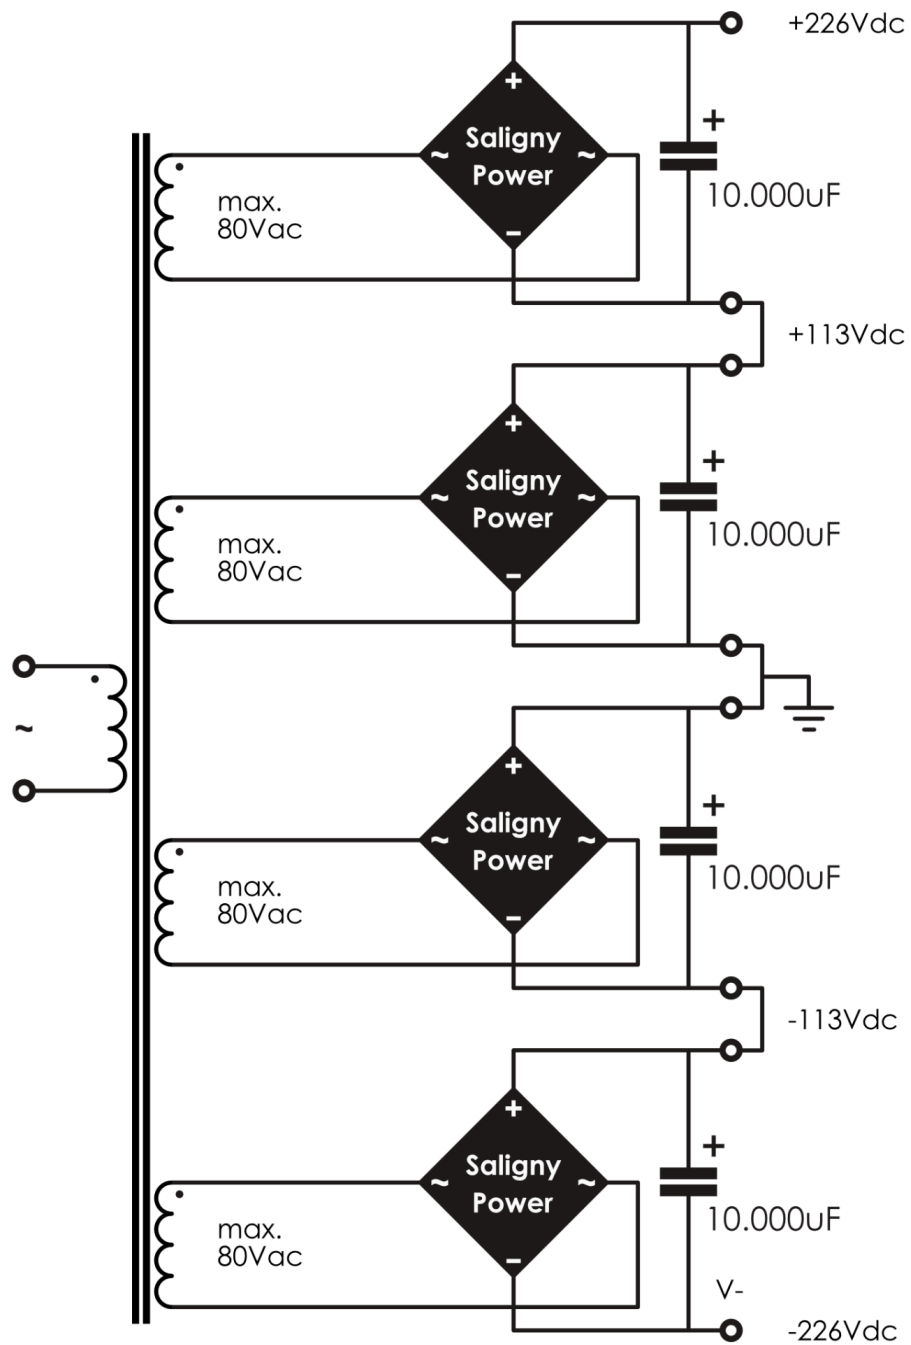 +226Vdc
+
+
Saligny
Power
~ ~
-
max.
80Vac
10.000uF
+113Vdc
+
+
Saligny
Power
~ ~
-
max.
80Vac
10.000uF
~
+
+
Saligny
Power
~ ~
-
max.
80Vac
10.000uF
-113Vdc
+
+
Saligny
Power
~ ~
-
max.
80Vac
10.000uF
V-
-226Vdc